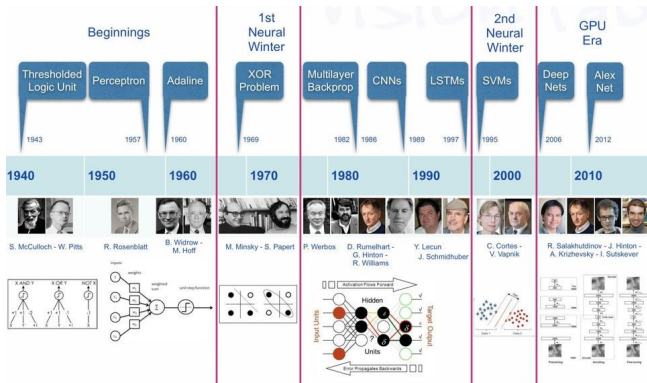 Beginnings
1st
Neural
Winter
2nd
Neural
Winter
GPU
Era
Thresholded
Logic Unit
Perceptron
Adaline
XOR
Problem
Multilayer
Backprop
CNNs
LSTMs
SVMs
Deep
Nets
Alex
Net
1943
1957
1960
1969
1982
1986
1989
1997
1995
2006
2012
1940
1950
1960
1970
1980
1990
2000
2010
S. McCulloch - W. Pitts
R. Rosenblatt
B. Widrow -
M. Hoff
M. Minsky - S. Papert
P. Werbos
D. Rumelhart -
G. Hinton -
R. Williams
Y. Lecun
J. Schmidhuber
C. Cortes -
V. Vapnik
R. Salakhutdinov - J. Hinton -
A. Krizhevsky - I. Sutskever
X AND Y
X OR Y
NOT X
inputs
weights
weighted
sum
Σ
unit step function
Activation Flows Forward
Hidden
Units
Input Units
Target Output
?
Error Propagates Backwards